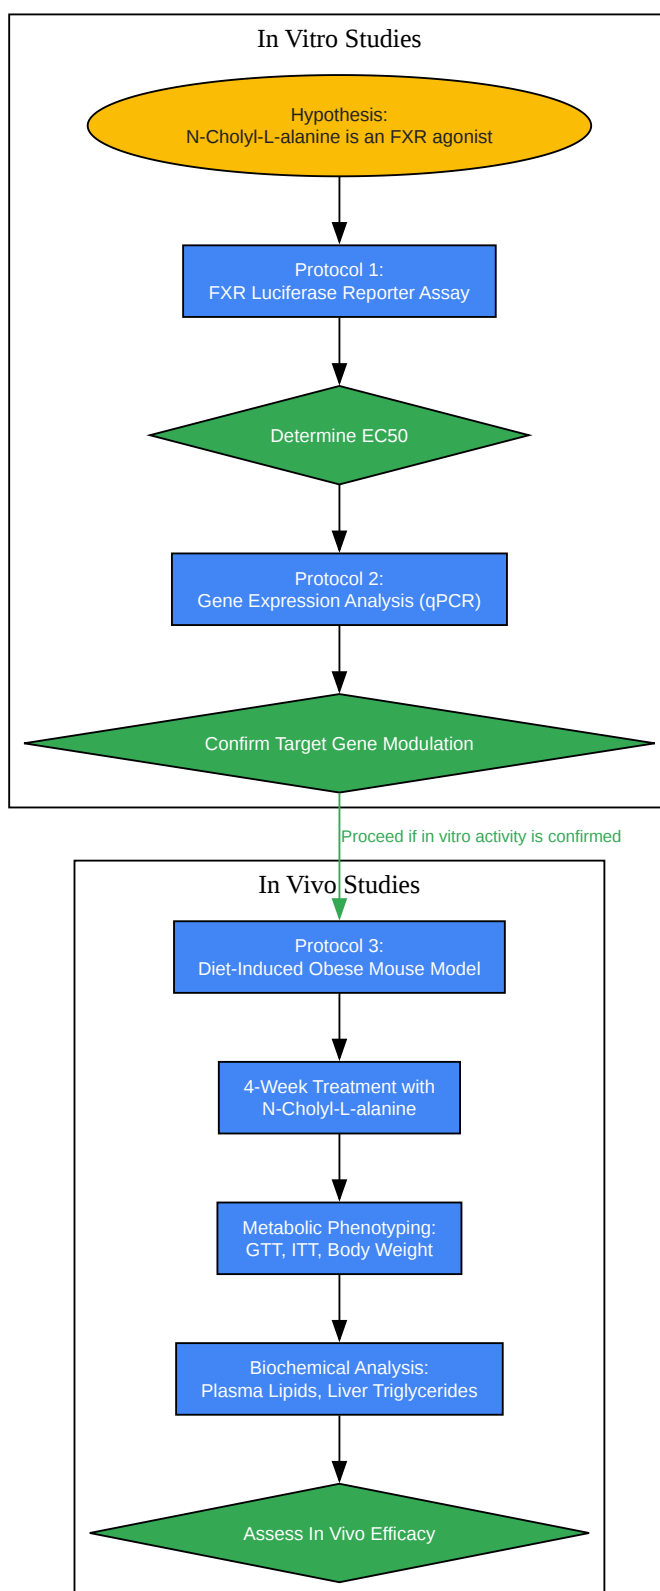 In Vitro Studies
Hypothesis:
N-Cholyl-L-alanine is an FXR agonist
Protocol 1:
FXR Luciferase Reporter Assay
Determine EC50
Protocol 2:
Gene Expression Analysis (qPCR)
Confirm Target Gene Modulation
Proceed if in vitro activity is confirmed
In Vivo Studies
Protocol 3:
Diet-Induced Obese Mouse Model
4-Week Treatment with
N-Cholyl-L-alanine
Metabolic Phenotyping:
GTT, ITT, Body Weight
Biochemical Analysis:
Plasma Lipids, Liver Triglycerides
Assess In Vivo Efficacy